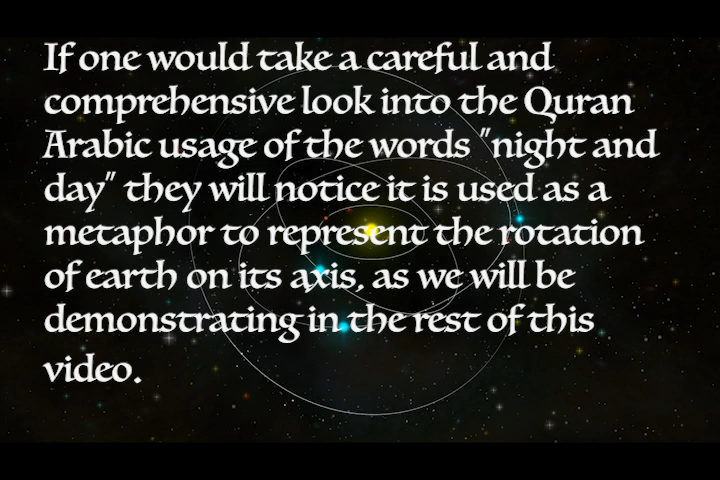 If one would take a careful and
comprehensive look into the Quran
Arabic usage of the words "night and
day" they will notice it is used as a
metaphor to represent the rotation
of earth on its axis, as we will be
demonstrating in the rest of this
video.